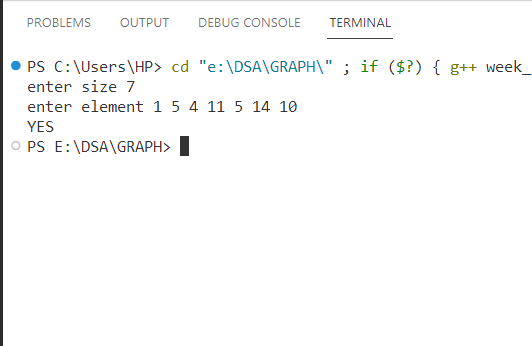 PROBLEMS OUTPUT DEBUG CONSOLE TERMINAL
PS C:\Users\HP> cd "e:\DSA\GRAPH\" ; if ($?) { g++ week_
enter size 7
enter element 1 5 4 11 5 14 10
YES
PS E:\DSA\GRAPH>